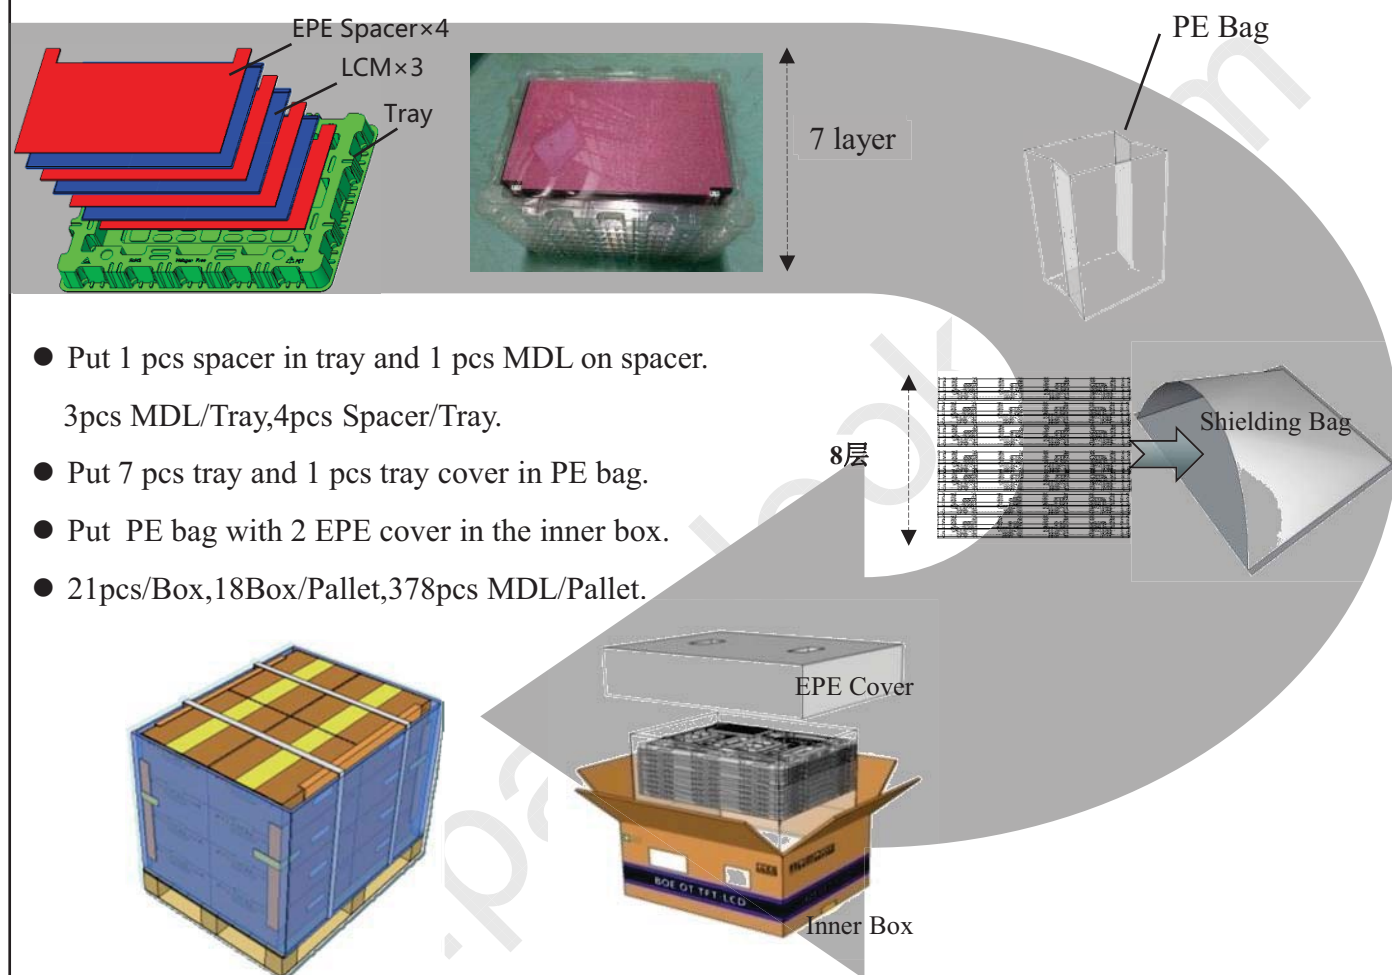 EPE Spacer×4
LCM×3
Tray
PE Bag
7 layer
● Put 1 pcs spacer in tray and 1 pcs MDL on spacer.
3pcs MDL/Tray,4pcs Spacer/Tray.
● Put 7 pcs tray and 1 pcs tray cover in PE bag.
● Put PE bag with 2 EPE cover in the inner box.
● 21pcs/Box,18Box/Pallet,378pcs MDL/Pallet.
8层
Shielding Bag
EPE Cover
BOE OT TFT-LCD
Inner Box